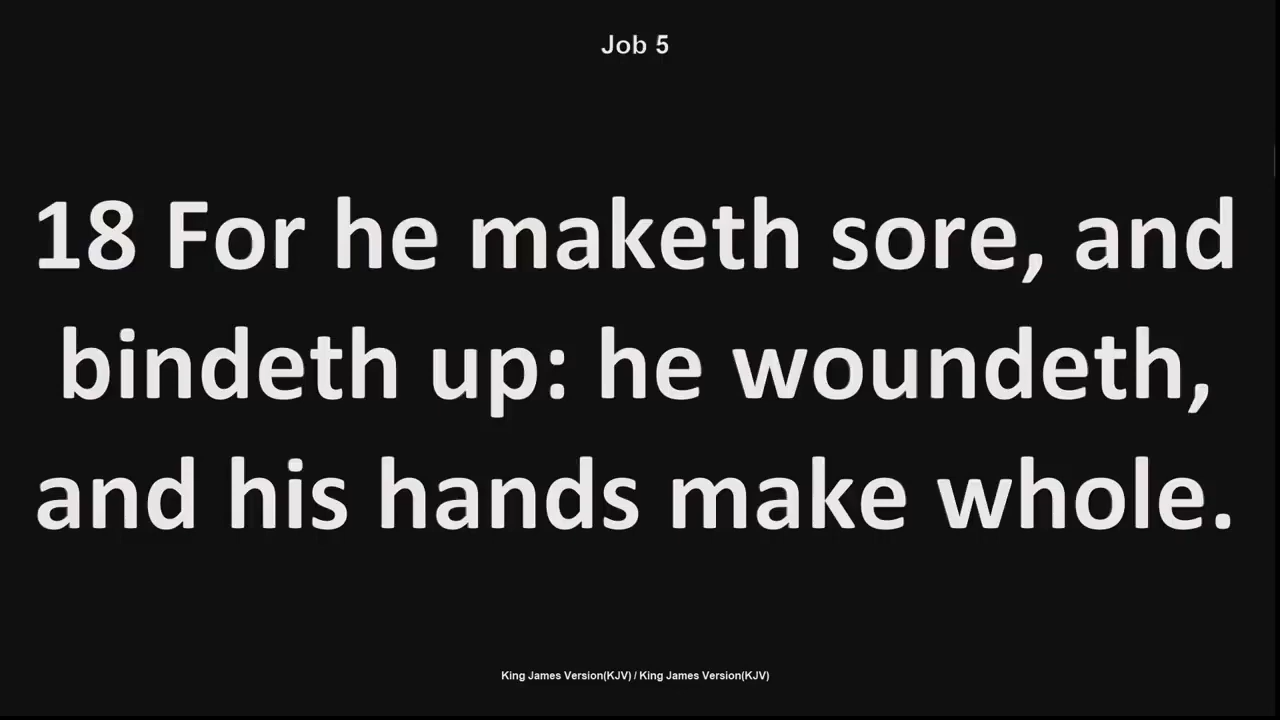 Job 5
18 For he maketh sore, and
bindeth up: he woundeth,
and his hands make whole.
King James Version(KJV) / King James Version(KJV)